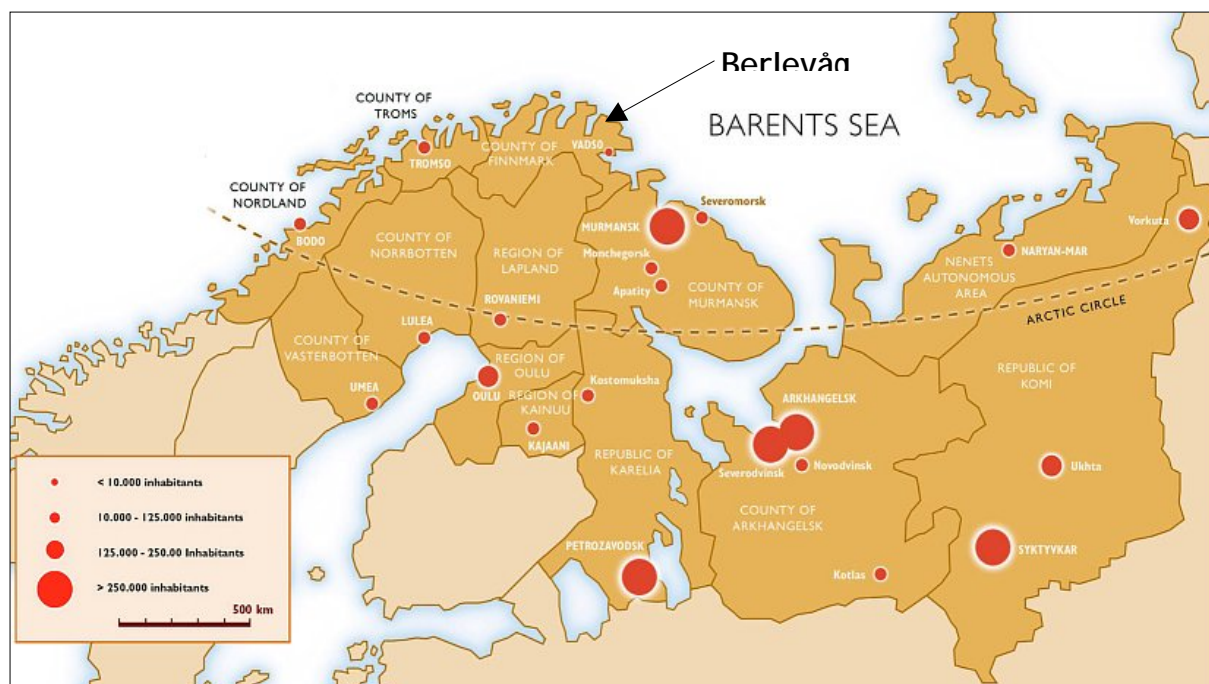 Berlevåg
COUNTY OF
TROMS
BARENTS SEA
TROMSO
COUNTY OF
FINNMARK
VADSO
COUNTY OF
NORDLAND
BODO
COUNTY OF
NORRBOTTEN
REGION OF
LAPLAND
MURMANSK
Severomorsk
Monchegorsk
Apatity
COUNTY OF
MURMANSK
Vorkuta
NARYAN-MAR
NENETS
AUTONOMOUS
AREA
ARCTIC CIRCLE
ROVANIEMI
LULEA
COUNTY OF
VASTERBOTTEN
UMEA
REGION OF
OULU
OULU
REGION OF
KAINUU
KAJAANI
Kostomuksha
REPUBLIC OF
KARELIA
ARKHANGELSK
Severodvinsk
Novodvinsk
COUNTY OF
ARKHANGELSK
REPUBLIC OF
KOMI
Ukhta
SYKTYVKAR
PETROZAVODSK
Kotlas
< 10.000 inhabitants
10.000 - 125.000 inhabitants
125.000 - 250.00 Inhabitants
> 250.000 inhabitants
500 km